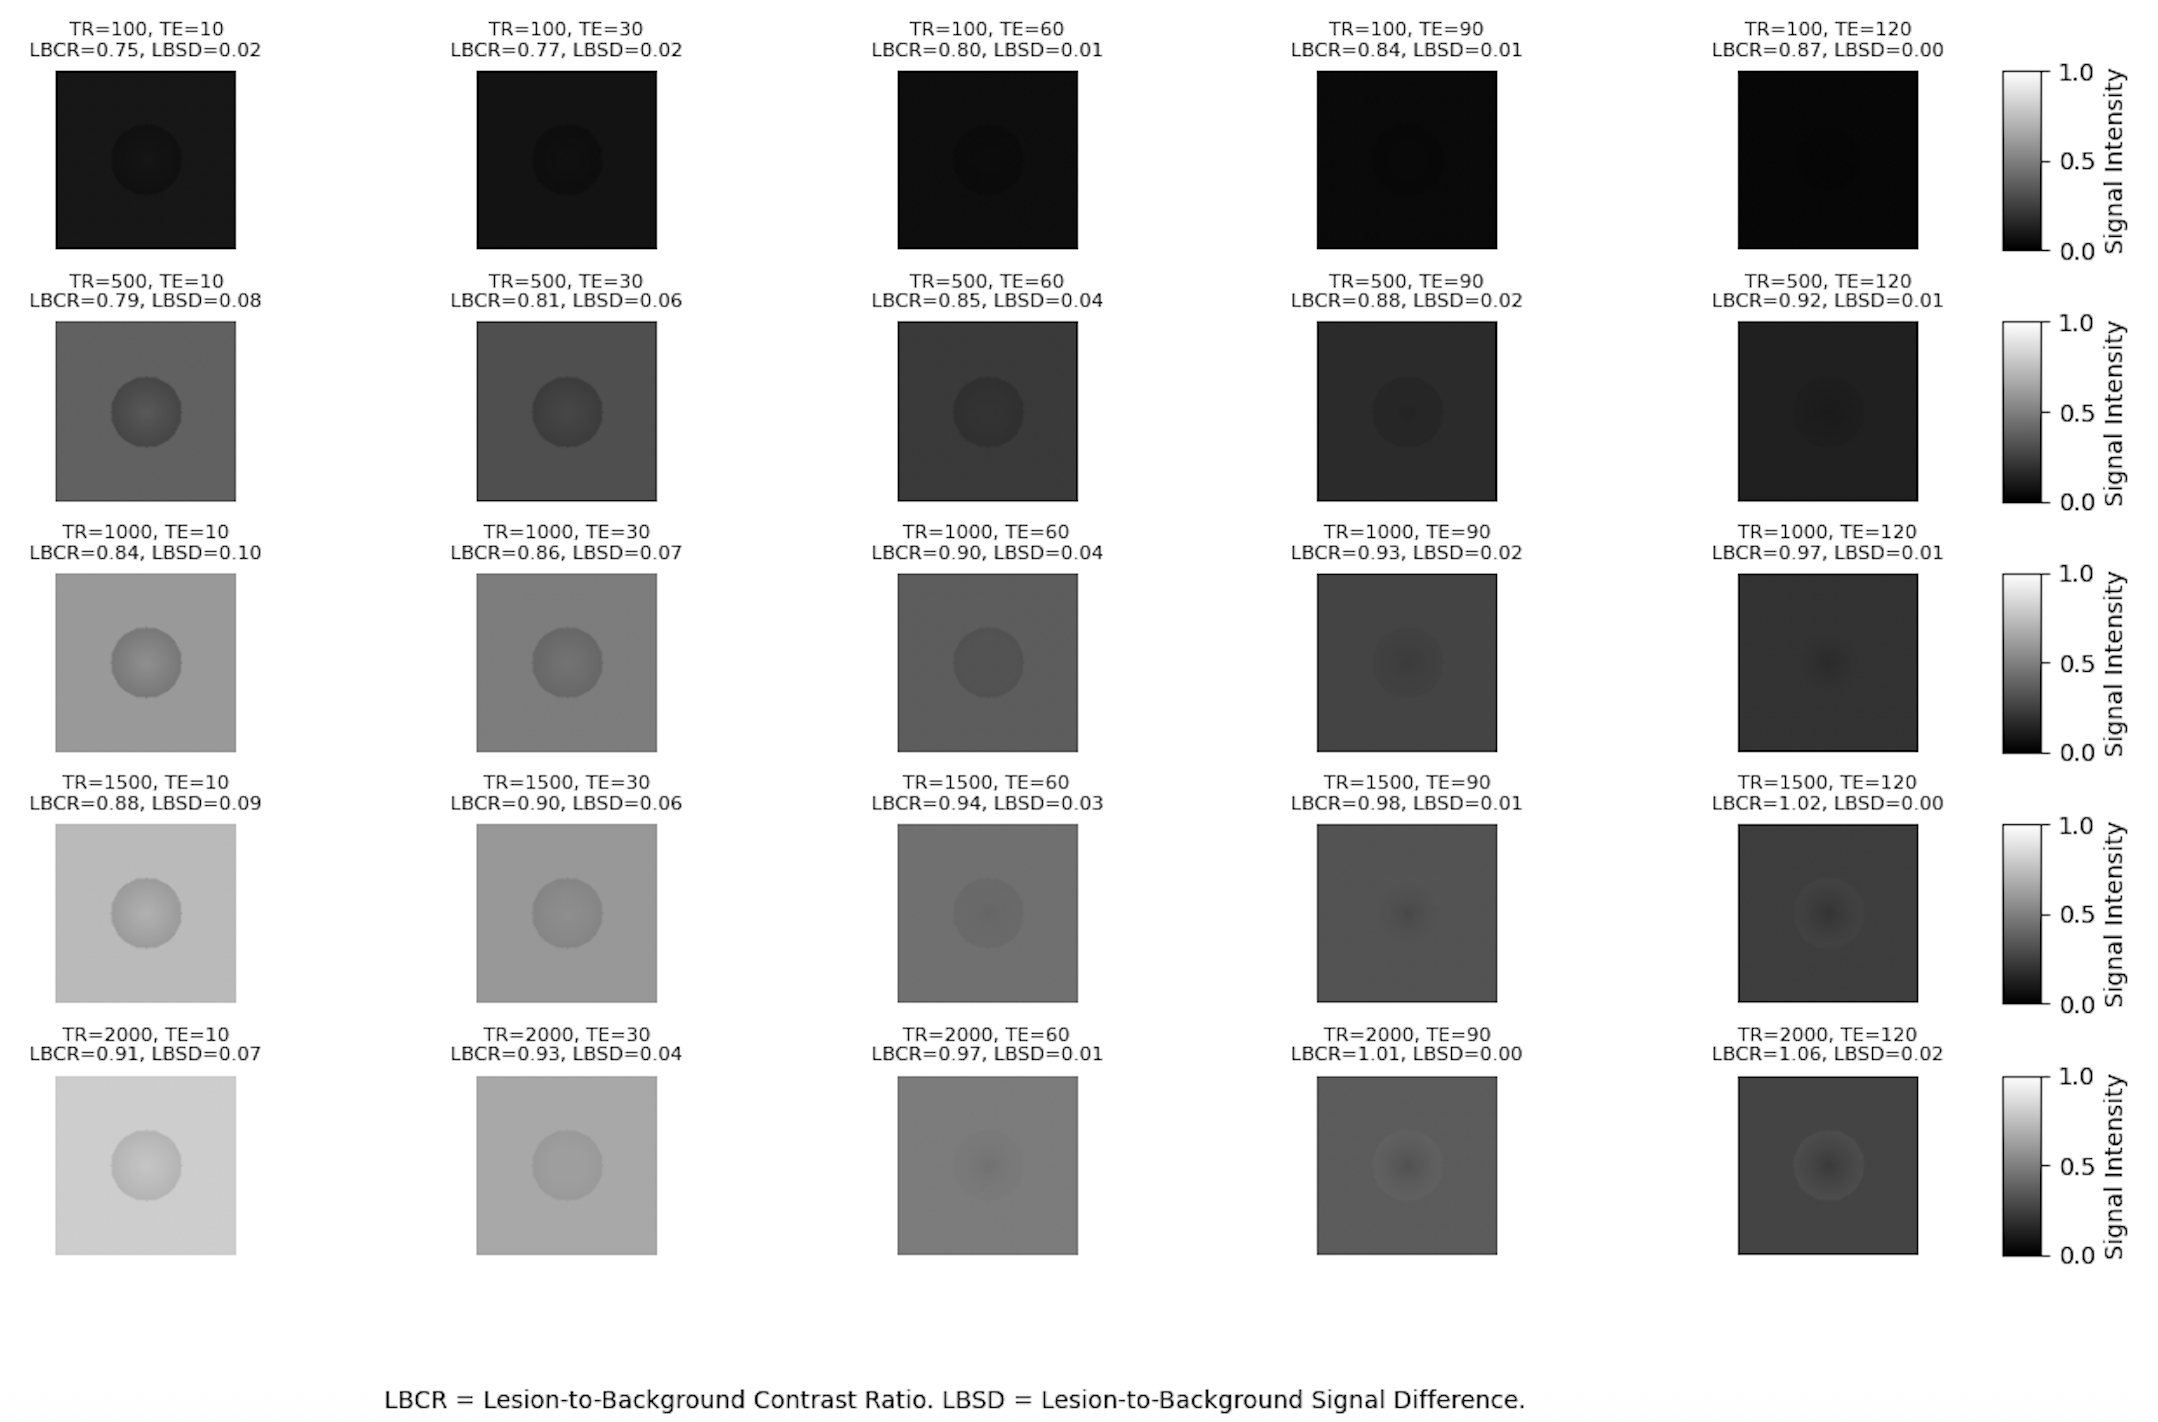 TR=100, TE=10
LBCR=0.75, LBSD=0.02
TR=100, TE=30
LBCR=0.77, LBSD=0.02
TR=100, TE=60
LBCR=0.80, LBSD=0.01
TR=100, TE=90
LBCR=0.84, LBSD=0.01
TR=100, TE=120
LBCR=0.87, LBSD=0.00
1.0
0.5
0.0
Signal Intensity
TR=500, TE=10
LBCR=0.79, LBSD=0.08
TR=500, TE=30
LBCR=0.81, LBSD=0.06
TR=500, TE=60
LBCR=0.85, LBSD=0.04
TR=500, TE=90
LBCR=0.88, LBSD=0.02
TR=500, TE=120
LBCR=0.92, LBSD=0.01
1.0
0.5
0.0
Signal Intensity
TR=1000, TE=10
LBCR=0.84, LBSD=0.10
TR=1000, TE=30
LBCR=0.86, LBSD=0.07
TR=1000, TE=60
LBCR=0.90, LBSD=0.04
TR=1000, TE=90
LBCR=0.93, LBSD=0.02
TR=1000, TE=120
LBCR=0.97, LBSD=0.01
1.0
0.5
0.0
Signal Intensity
TR=1500, TE=10
LBCR=0.88, LBSD=0.09
TR=1500, TE=30
LBCR=0.90, LBSD=0.06
TR=1500, TE=60
LBCR=0.94, LBSD=0.03
TR=1500, TE=90
LBCR=0.98, LBSD=0.01
TR=1500, TE=120
LBCR=1.02, LBSD=0.00
1.0
0.5
0.0
Signal Intensity
TR=2000, TE=10
LBCR=0.91, LBSD=0.07
TR=2000, TE=30
LBCR=0.93, LBSD=0.04
TR=2000, TE=60
LBCR=0.97, LBSD=0.01
TR=2000, TE=90
LBCR=1.01, LBSD=0.00
TR=2000, TE=120
LBCR=1.06, LBSD=0.02
1.0
0.5
0.0
Signal Intensity
LBCR = Lesion-to-Background Contrast Ratio. LBSD = Lesion-to-Background Signal Difference.